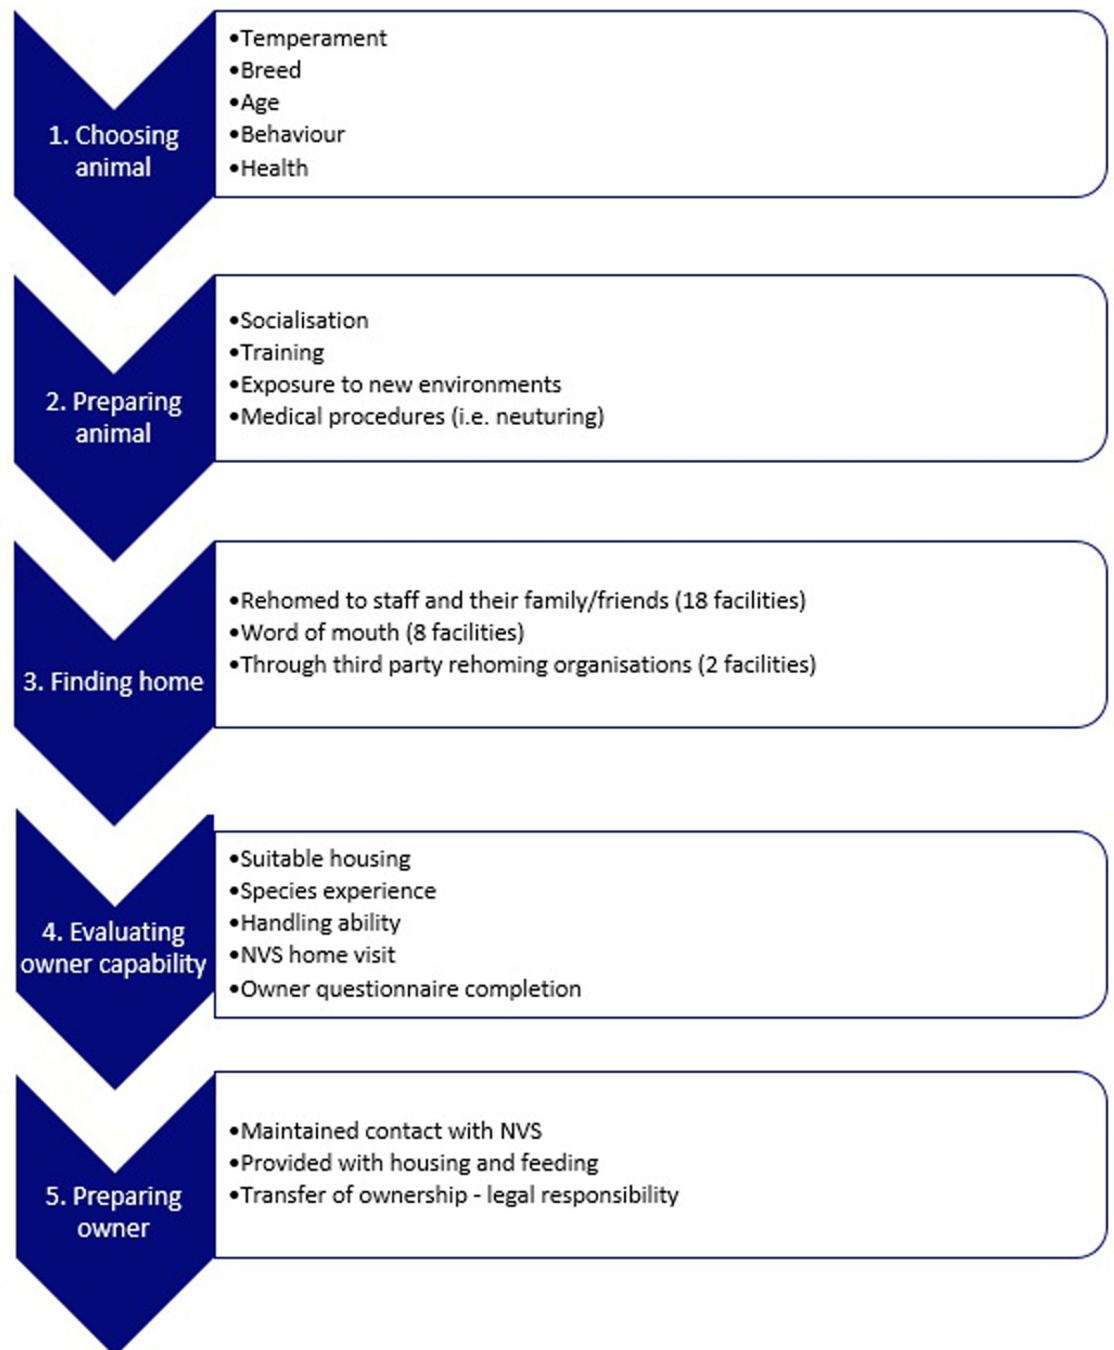 1. Choosing
animal
•Temperament
•Breed
•Age
•Behaviour
•Health
2. Preparing
animal
•Socialisation
•Training
•Exposure to new environments
•Medical procedures (i.e. neuturing)
3. Finding home
•Rehomed to staff and their family/friends (18 facilities)
•Word of mouth (8 facilities)
•Through third party rehoming organisations (2 facilities)
4. Evaluating
owner capability
•Suitable housing
•Species experience
•Handling ability
•NVS home visit
•Owner questionnaire completion
5. Preparing
owner
•Maintained contact with NVS
•Provided with housing and feeding
•Transfer of ownership - legal responsibility